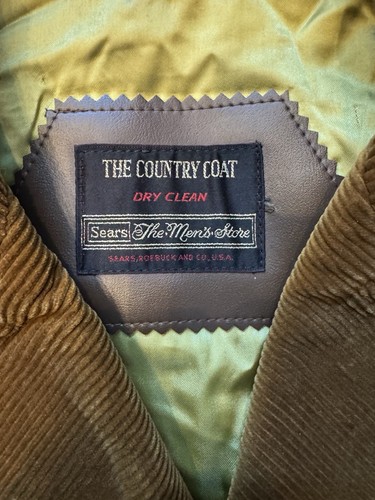 THE COUNTRY COAT
DRY CLEAN
Sears The Men's Store
SEARS, ROEBUCK AND CO., U.S.A.